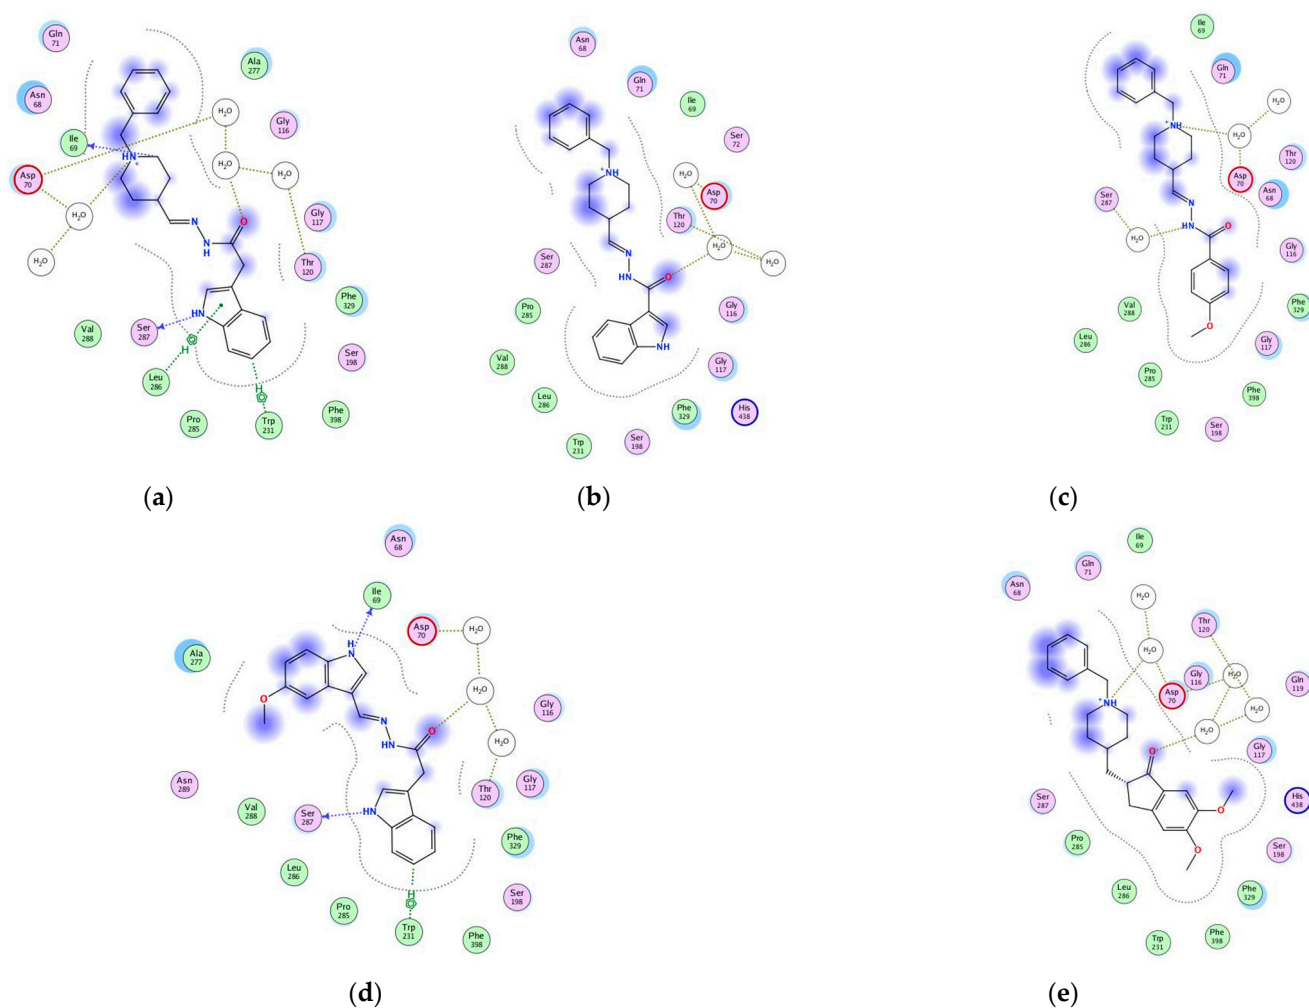 Gln
71
Asn
68
Ile
69
Asp
70
H₂O
H₂O
Ala
277
H₂O
Gly
116
H₂O
H₂O
Gly
117
Thr
120
Phe
329
Ser
198
Phe
398
Trp
231
Pro
285
Leu
286
Ser
287
Val
288
HN
+
N
NH
O
HN
H
H
(a)
Asn
68
Gln
71
Ile
69
Ser
72
H₂O
Asp
70
Thr
120
H₂O
H₂O
Ser
287
Pro
285
Val
288
Leu
286
Trp
231
Ser
198
Phe
329
His
438
Gly
117
Gly
116
NH
+
N
HN
O
NH
(b)
Ile
69
Gln
71
H₂O
H₂O
Thr
120
Asp
70
Asn
68
Ser
287
H₂O
Gly
116
Val
288
Phe
329
Leu
286
Gly
117
Pro
285
Phe
398
Trp
231
Ser
198
NH
+
N
NH
O
O
(c)
Asn
68
Ile
69
Asp
70
H₂O
Ala
277
H₂O
Gly
116
H₂O
Asn
289
Thr
120
Gly
117
Val
288
Ser
287
Phe
329
Leu
286
Ser
198
Pro
285
Trp
231
Phe
398
H
N
O
N
HN
O
HN
H
(d)
Ile
69
Gln
71
Asn
68
H₂O
Thr
120
H₂O
Gly
116
Asp
70
H₂O
Gln
119
H₂O
H₂O
Gly
117
Ser
287
His
438
Pro
285
Ser
198
Leu
286
Phe
329
Trp
231
Phe
398
NH
+
O
O
O
(e)